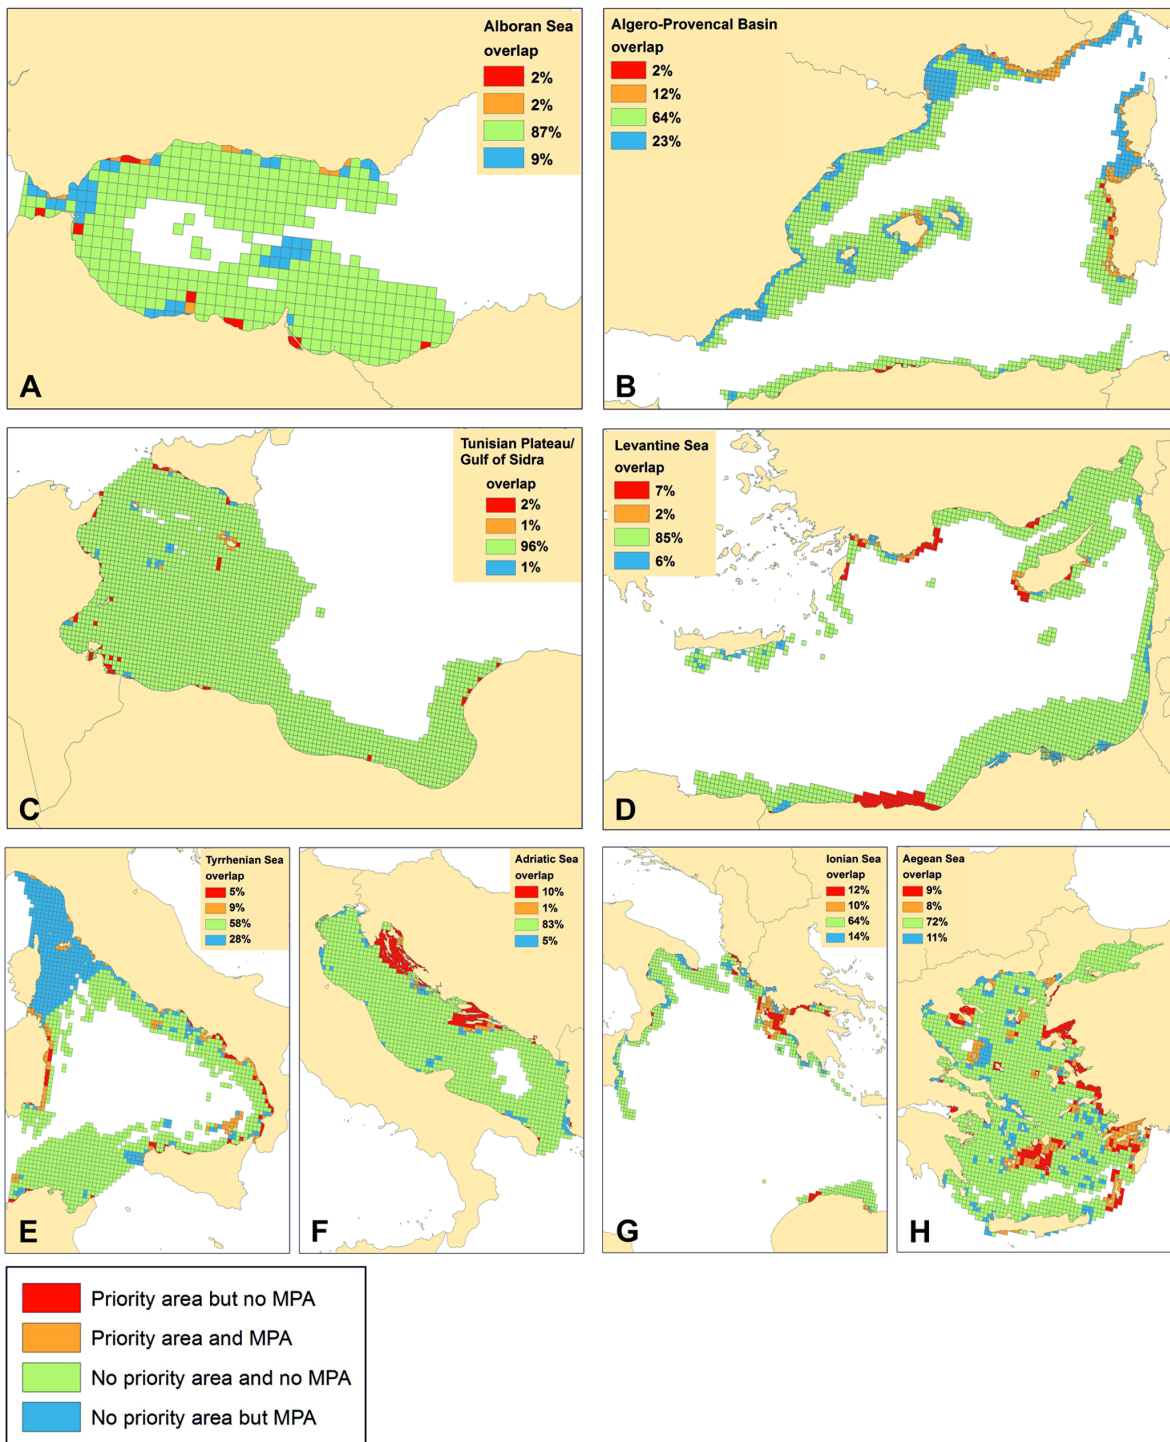 Alboran Sea
overlap
2%
2%
87%
9%
A
Algero-Provencal Basin
overlap
2%
12%
64%
23%
B
Tunisian Plateau/
Gulf of Sidra
overlap
2%
1%
96%
1%
C
Levantine Sea
overlap
7%
2%
85%
6%
D
Tyrrhenian Sea
overlap
5%
9%
58%
28%
E
Adriatic Sea
overlap
10%
1%
83%
5%
F
Ionian Sea
overlap
12%
10%
64%
14%
G
Aegean Sea
overlap
9%
8%
72%
11%
H
Priority area but no MPA
Priority area and MPA
No priority area and no MPA
No priority area but MPA